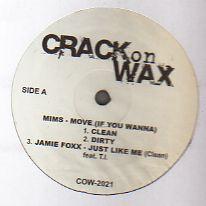 CRACK on
WAX
SIDE A
MIMS - MOVE (IF YOU WANNA)
1. CLEAN
2. DIRTY
3. JAMIE FOXX - JUST LIKE ME (Clean)
feat. T.I.
COW-2021